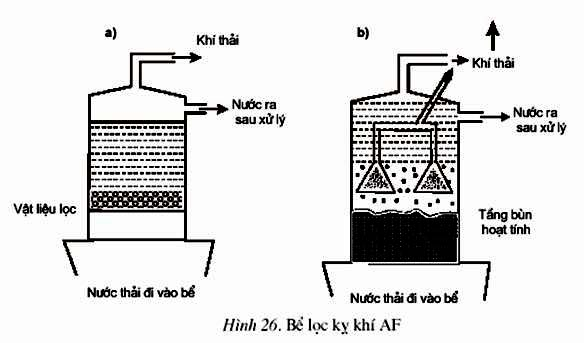 a)
Khí thải
Nước ra
sau xử lý
Vật liệu lọc
Nước thải đi vào bể
b)
Khí thải
Nước ra
sau xử lý
Tầng bùn
hoạt tính
Nước thải đi vào bể
Hình 26. Bể lọc kỵ khí AF